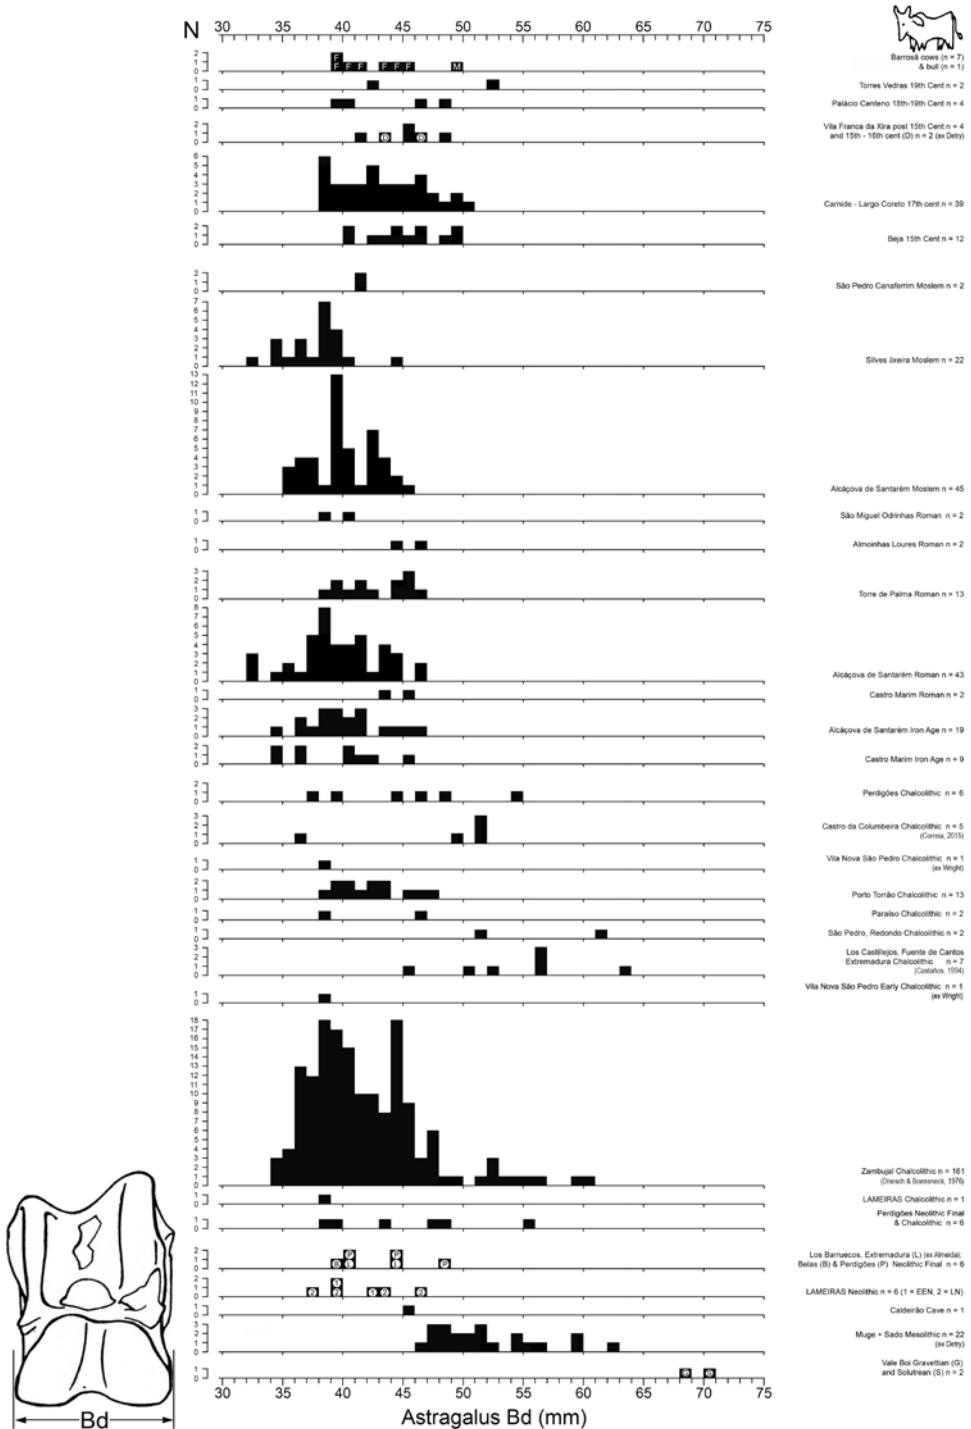 N
30 35 40 45 50 55 60 65 70 75
Barrosã cows (n = 7)
& bull (n = 1)
Torres Vedras 19th Cent n = 2
Palácio Centeno 18th-19th Cent n = 4
Vila Franca da Xira post 15th Cent n = 4
and 15th - 16th cent (D) n = 2 (ex Detry)
Carnide - Largo Coreto 17th cent n = 39
Beja 15th Cent n = 12
São Pedro Canaferrim Moslem n = 2
Silves lixeira Moslem n = 22
Alcáçova de Santarém Moslem n = 45
São Miguel Odrinhas Roman n = 2
Almoinhas Loures Roman n = 2
Torre de Palma Roman n = 13
Alcáçova de Santarém Roman n = 43
Castro Marim Roman n = 2
Alcáçova de Santarém Iron Age n = 19
Castro Marim Iron Age n = 9
Perdigões Chalcolithic n = 6
Castro da Columbeira Chalcolithic n = 5
(Correia, 2015)
Vila Nova São Pedro Chalcolithic n = 1
(ex Wright)
Porto Torrão Chalcolithic n = 13
Paraíso Chalcolithic n = 2
São Pedro, Redondo Chalcolithic n = 2
Los Castillejos, Fuente de Cantos
Extremadura Chalcolithic n = 7
(Castaños, 1994)
Vila Nova São Pedro Early Chalcolithic n = 1
(ex Wright)
Zambujal Chalcolithic n = 161
(Driesch & Boessneck, 1976)
LAMEIRAS Chalcolithic n = 1
Perdigões Neolithic Final
& Chalcolithic n = 6
Los Barruecos, Extremadura (L) (ex Almeida);
Belas (B) & Perdigões (P) Neolithic Final n = 6
LAMEIRAS Neolithic n = 6 (1 = EEN, 2 = LN)
Caldeirão Cave n = 1
Muge + Sado Mesolithic n = 22
(ex Detry)
Vale Boi Gravettian (G)
and Solutrean (S) n = 2
30 35 40 45 50 55 60 65 70 75
Astragalus Bd (mm)
Bd